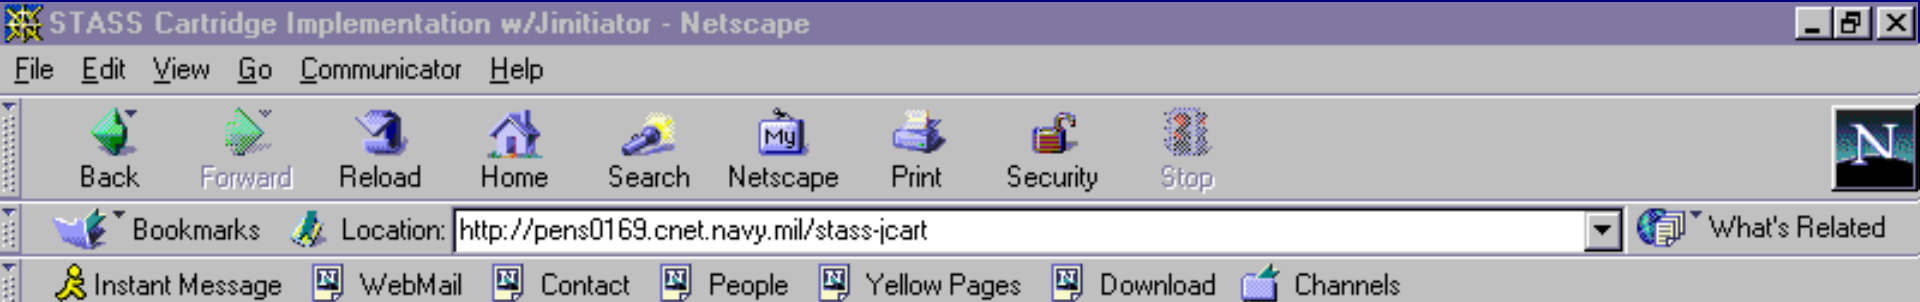 STASS Cartridge Implementation w/Jinitiator - Netscape
File Edit View Go Communicator Help
My N
Back Forward Reload Home Search Netscape Print Security Stop
Bookmarks Location: http://pens0169.cnet.navy.mil/stass-jcart What's Related
Instant Message N WebMail N Contact N People N Yellow Pages N Download Channels